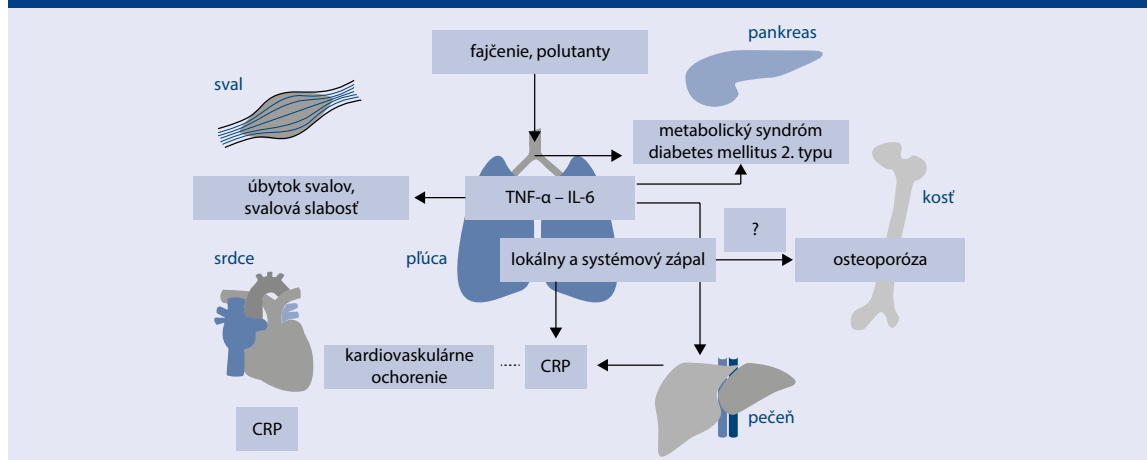 fajčenie, polutanty
pankreas
sval
metabolický syndróm
diabetes mellitus 2. typu
úbytok svalov,
svalová slabosť
TNF-α – IL-6
kosť
?
srdce
pľúca
lokálny a systémový zápal
osteoporóza
kardiovaskulárne
ochorenie
CRP
pečeň
CRP